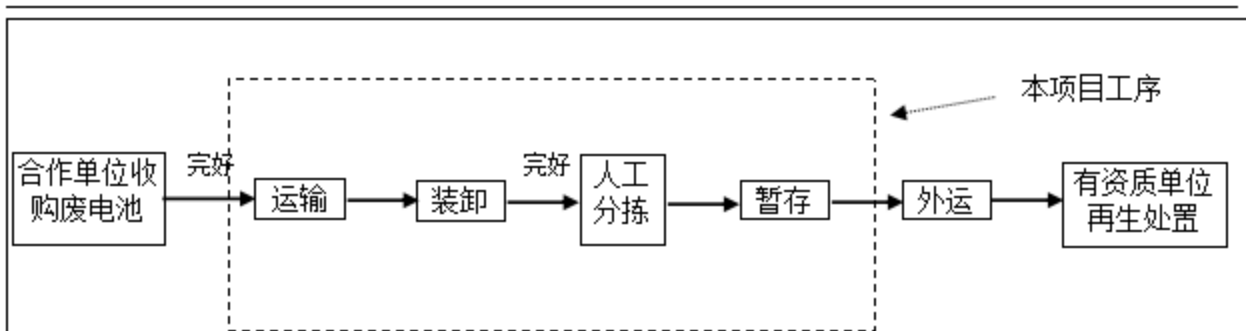 本项目工序
合作单位收
购废电池
完好
运输
装卸
完好
人工
分拣
暂存
外运
有资质单位
再生处置